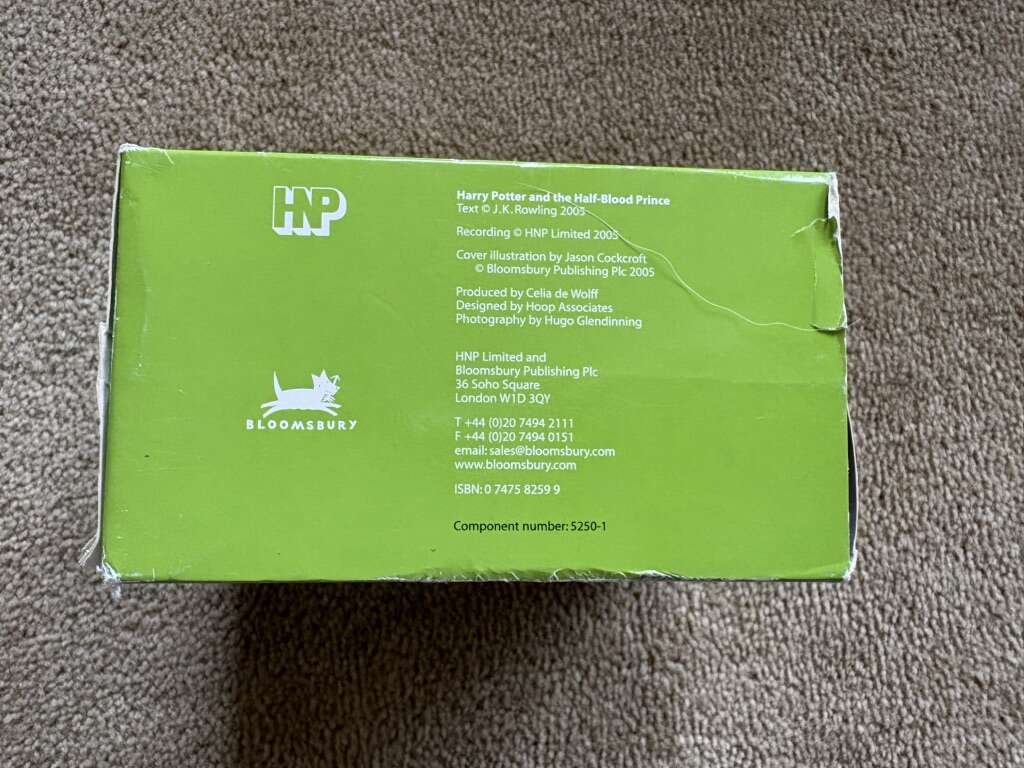 HNP
Harry Potter and the Half-Blood Prince
Text © J.K. Rowling 2005
Recording © HNP Limited 2005
Cover illustration by Jason Cockcroft
© Bloomsbury Publishing Plc 2005
Produced by Celia de Wolff
Designed by Hoop Associates
Photography by Hugo Glendinning
HNP Limited and
Bloomsbury Publishing Plc
36 Soho Square
London W1D 3QY
BLOOMSBURY
T +44 (0)20 7494 2111
F +44 (0)20 7494 0151
email: sales@bloomsbury.com
www.bloomsbury.com
ISBN: 0 7475 8259 9
Component number: 5250-1